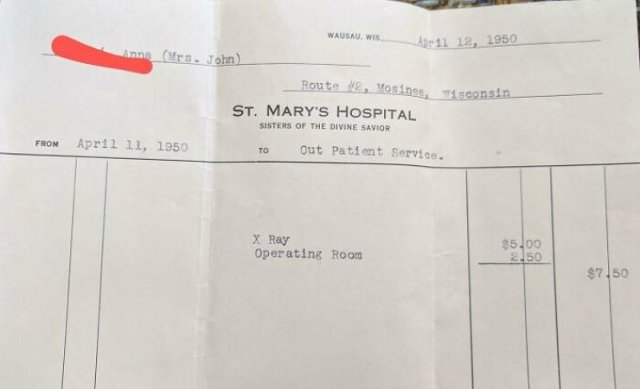 WAUSAU, WIS. April 12, 1950
Anna (Mrs. John)
Route #2, Mosinee, Wisconsin
ST. MARY'S HOSPITAL
SISTERS OF THE DIVINE SAVIOR
FROM April 11, 1950 TO Out Patient Service.
X Ray $5.00
Operating Room 2.50
$7.50